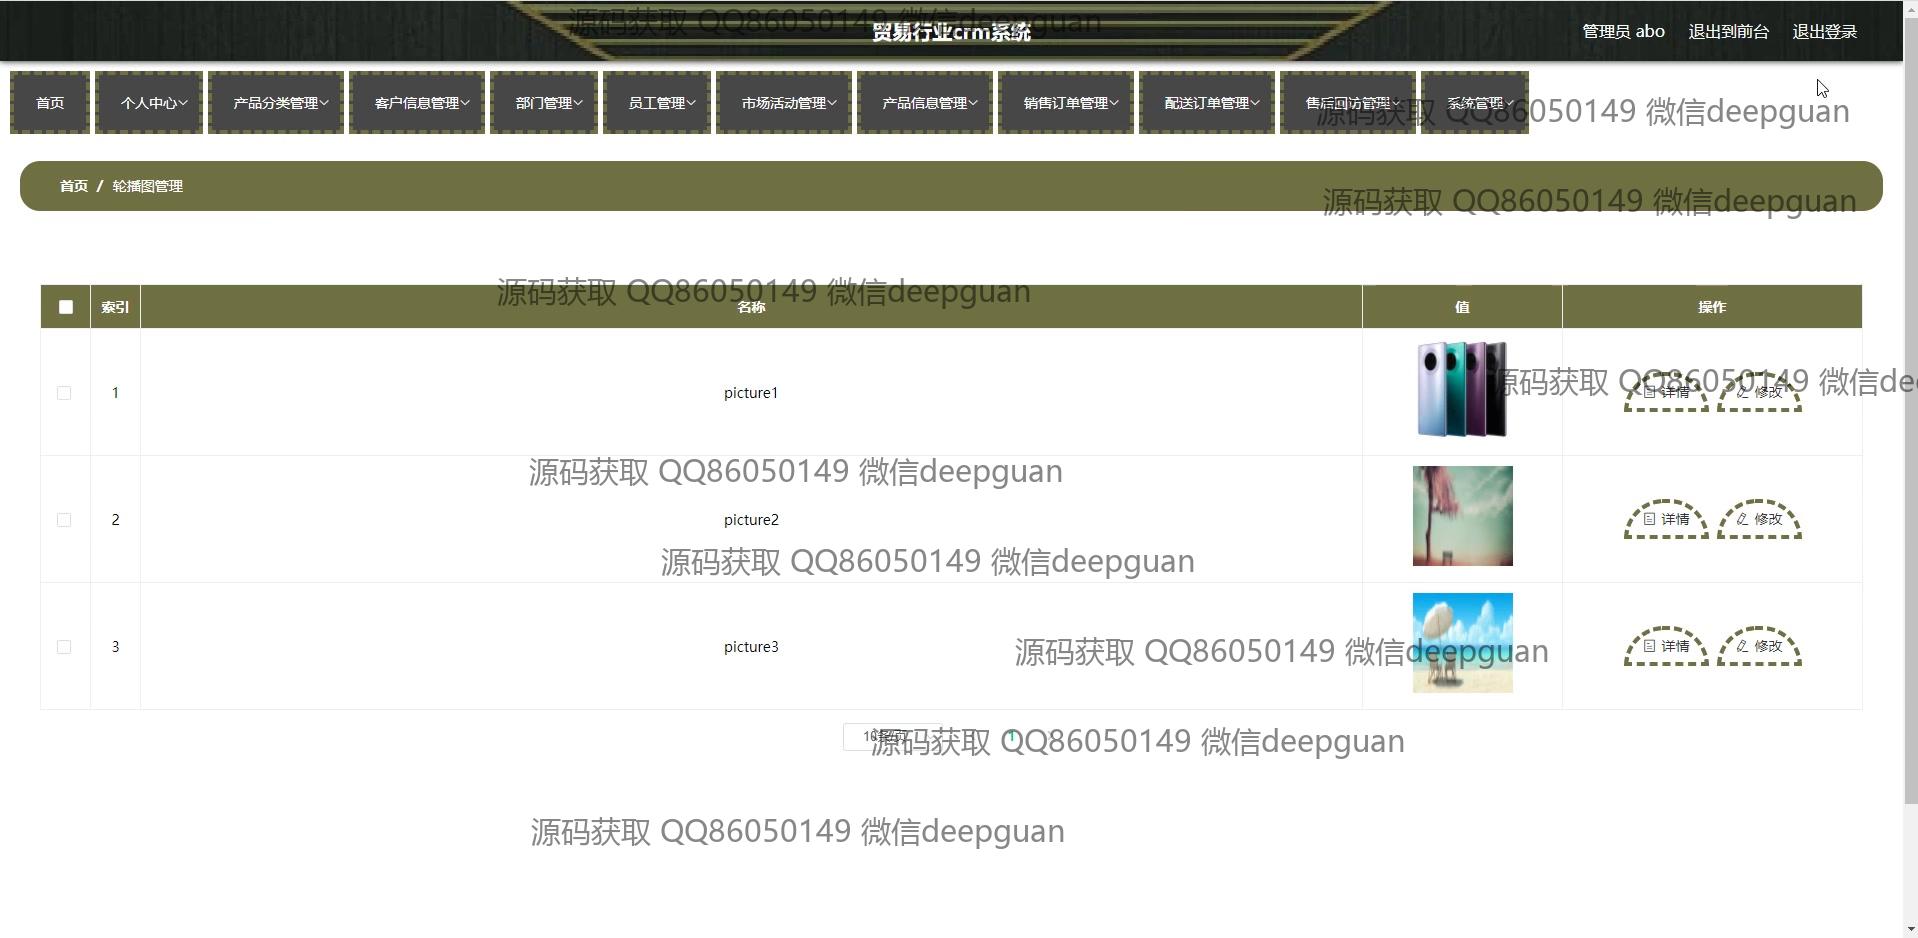 贸易行业crm系统
源码获取 QQ86050149 微信deepguan
管理员 abo 退出到前台 退出登录
首页 个人中心 产品分类管理 客户信息管理 部门管理 员工管理 市场活动管理 产品信息管理 销售订单管理 配送订单管理 售后回访管理 系统管理
源码获取 QQ86050149 微信deepguan
首页 / 轮播图管理
源码获取 QQ86050149 微信deepguan
源码获取 QQ86050149 微信deepguan
索引 名称 值 操作
1 picture1 详情 修改
源码获取 QQ86050149 微信dee
源码获取 QQ86050149 微信deepguan
2 picture2 详情 修改
源码获取 QQ86050149 微信deepguan
3 picture3 详情 修改
源码获取 QQ86050149 微信deepguan
10条/页 1
源码获取 QQ86050149 微信deepguan
源码获取 QQ86050149 微信deepguan